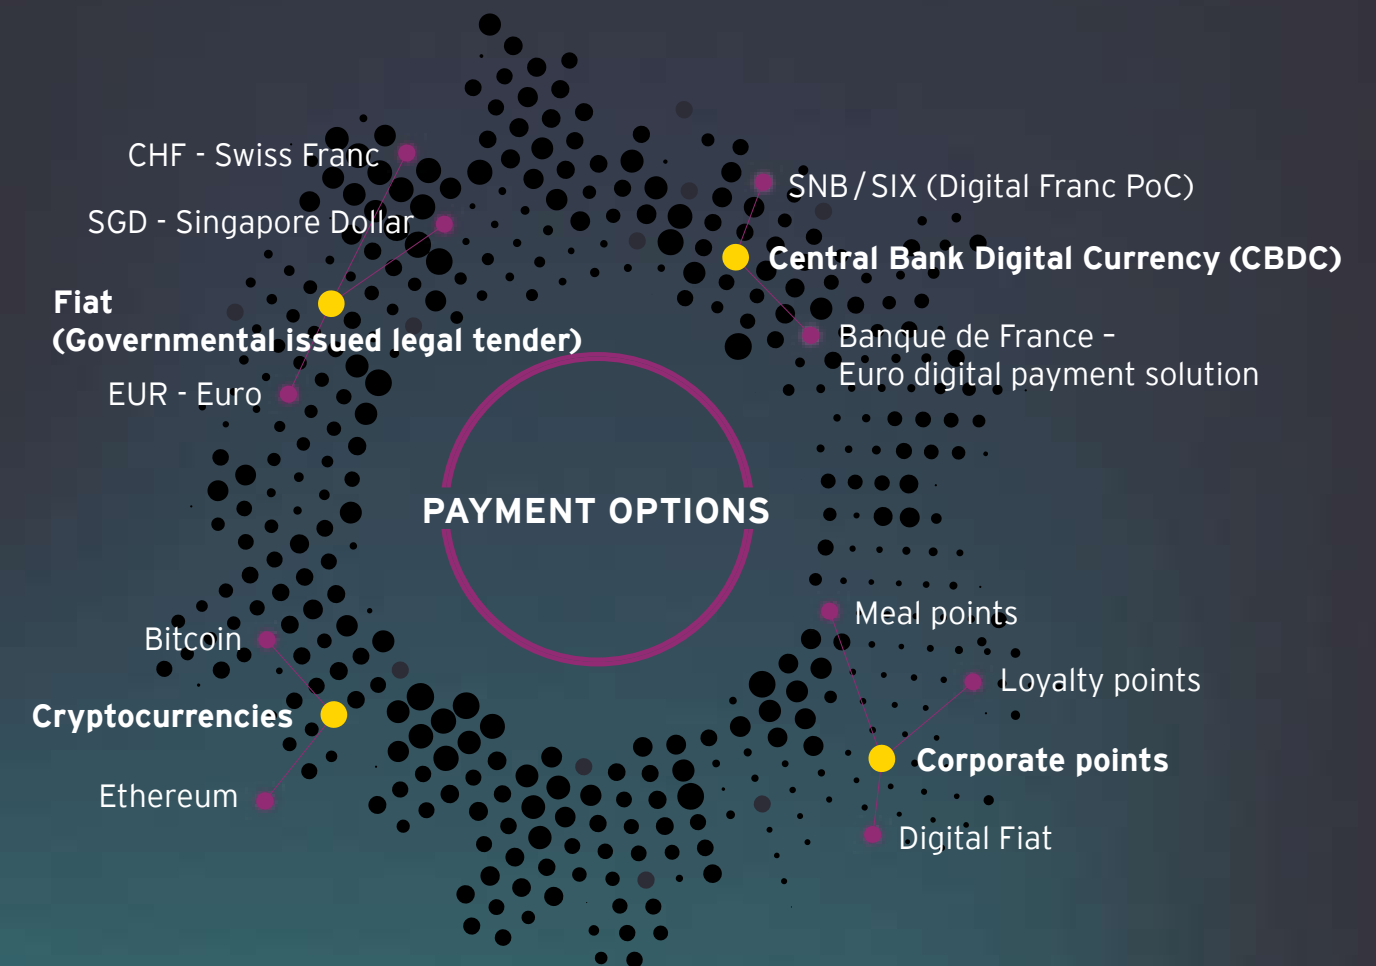 CHF - Swiss Franc
SGD - Singapore Dollar
Fiat
(Governmental issued legal tender)
EUR - Euro
SNB / SIX (Digital Franc PoC)
Central Bank Digital Currency (CBDC)
Banque de France –
Euro digital payment solution
PAYMENT OPTIONS
Bitcoin
Cryptocurrencies
Ethereum
Meal points
Loyalty points
Corporate points
Digital Fiat